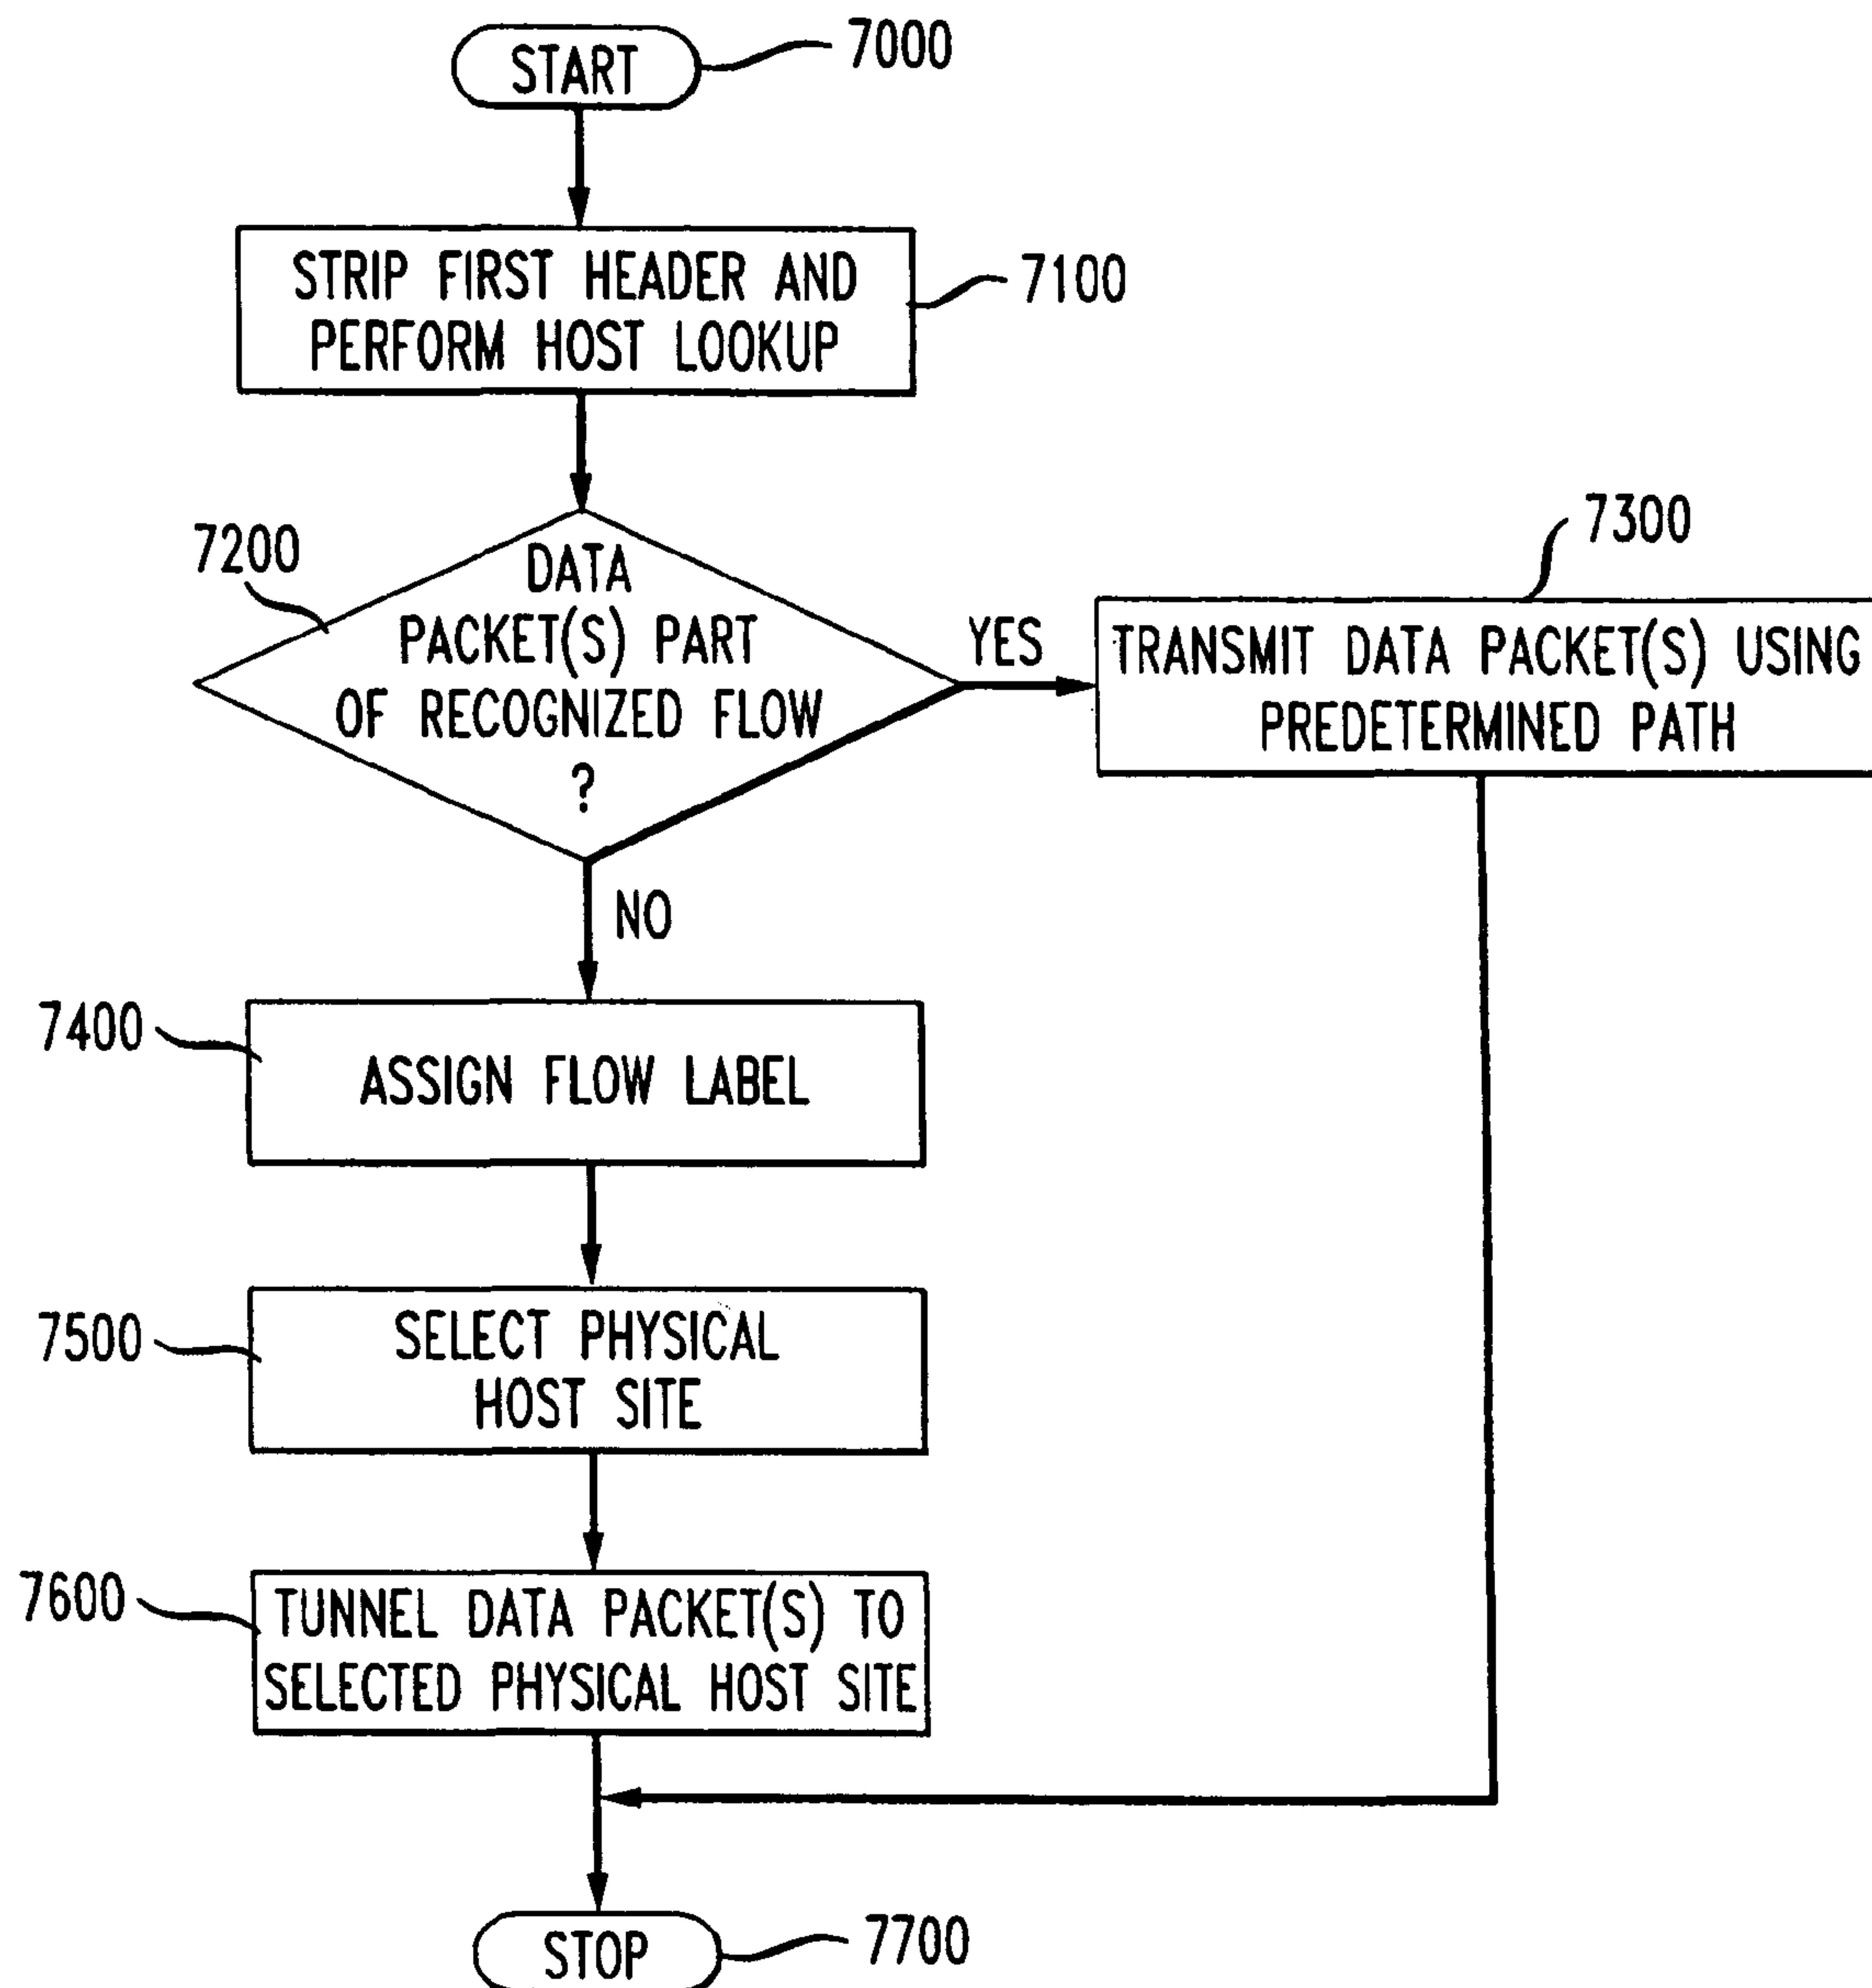 START
7000
STRIP FIRST HEADER AND
PERFORM HOST LOOKUP
7100
7200
DATA
PACKET(S) PART
OF RECOGNIZED FLOW
?
YES
7300
TRANSMIT DATA PACKET(S) USING
PREDETERMINED PATH
NO
7400
ASSIGN FLOW LABEL
7500
SELECT PHYSICAL
HOST SITE
7600
TUNNEL DATA PACKET(S) TO
SELECTED PHYSICAL HOST SITE
STOP
7700